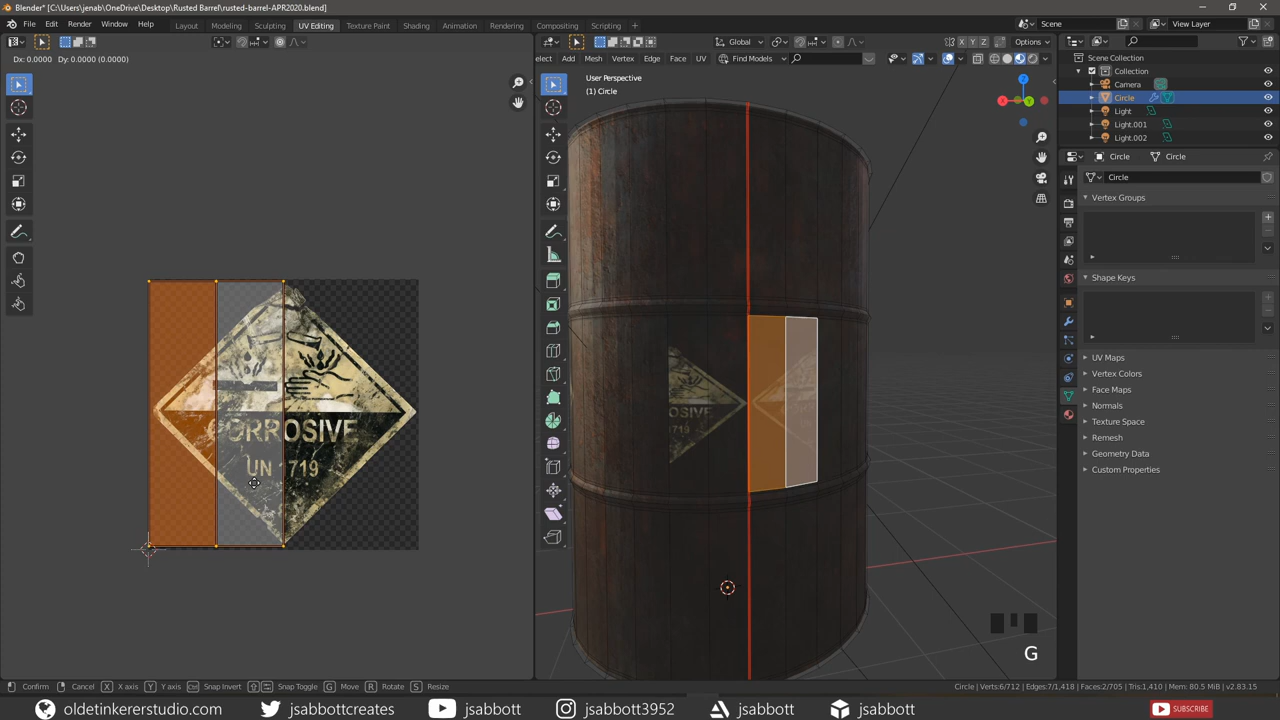 Blender* [C:\Users\jenab\OneDrive\Desktop\Rusted Barrel\rusted-barrel-APR2020.blend]
File Edit Render Window Help Layout Modeling Sculpting UV Editing Texture Paint Shading Animation Rendering Compositing Scripting + Scene View Layer
Global X Y Z Options
Dx: 0.0000 Dy: 0.0000 (0.0000)
elect Add Mesh Vertex Edge Face UV Find Models
Scene Collection
Collection
Camera
Circle
Light
Light.001
Light.002
User Perspective
(1) Circle
Z
X Y
Circle Circle
Circle
Vertex Groups
Shape Keys
UV Maps
Vertex Colors
Face Maps
Normals
Texture Space
Remesh
Geometry Data
Custom Properties
CORROSIVE
UN 1719
ROSIVE
719
G
Confirm Cancel X X axis Y Y axis Snap Invert Snap Toggle G Move R Rotate S Resize
Circle | Verts:6/712 | Edges:7/1,418 | Faces:2/705 | Tris:1,410 | Mem: 80.5 MiB | v2.83.15
oldetinkererstudio.com jsabbottcreates jsabbott jsabbott3952 jsabbott jsabbott SUBSCRIBE